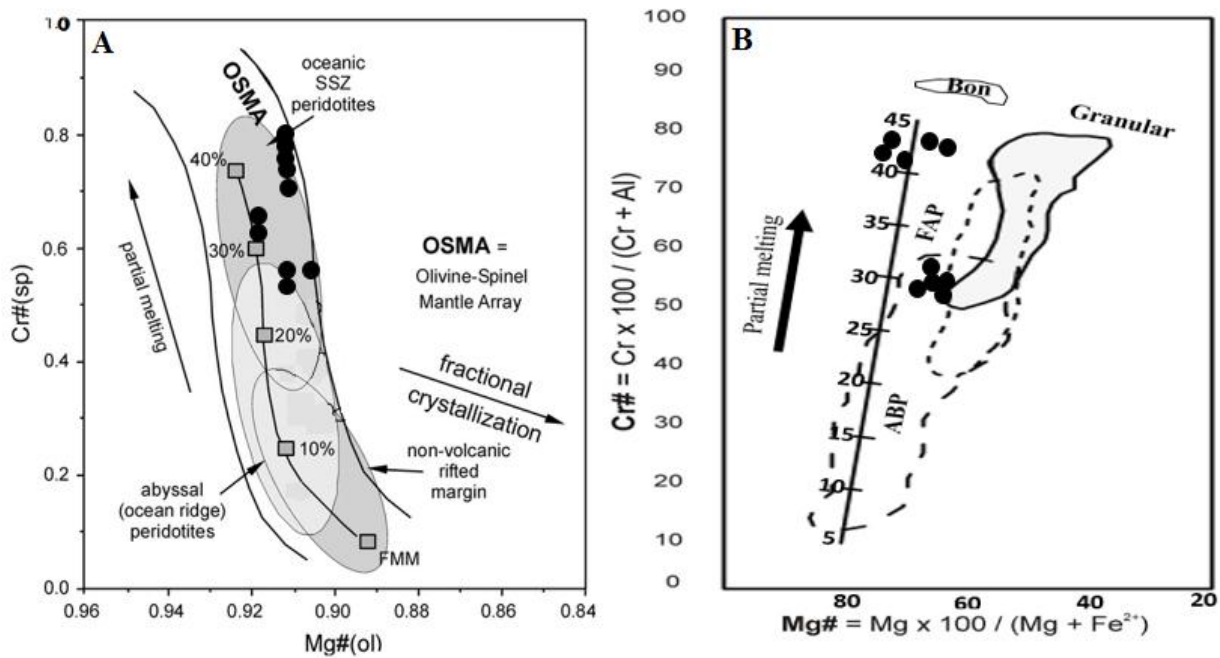 A
1.0
0.8
0.6
0.4
0.2
0.0
Cr#(sp)
0.96
0.94
0.92
0.90
0.88
0.86
0.84
Mg#(ol)
OSMA
oceanic
SSZ
peridotites
40%
30%
20%
10%
FMM
partial melting
OSMA =
Olivine-Spinel
Mantle Array
fractional
crystallization
non-volcanic
rifted
margin
abyssal
(ocean ridge)
peridotites
B
100
90
80
70
60
50
40
30
20
10
0
Cr# = Cr x 100 / (Cr + Al)
Partial melting
Bon
Granular
45
40
35
30
25
20
15
10
5
FAP
ABP
80
60
40
20
Mg# = Mg x 100 / (Mg + Fe²⁺)